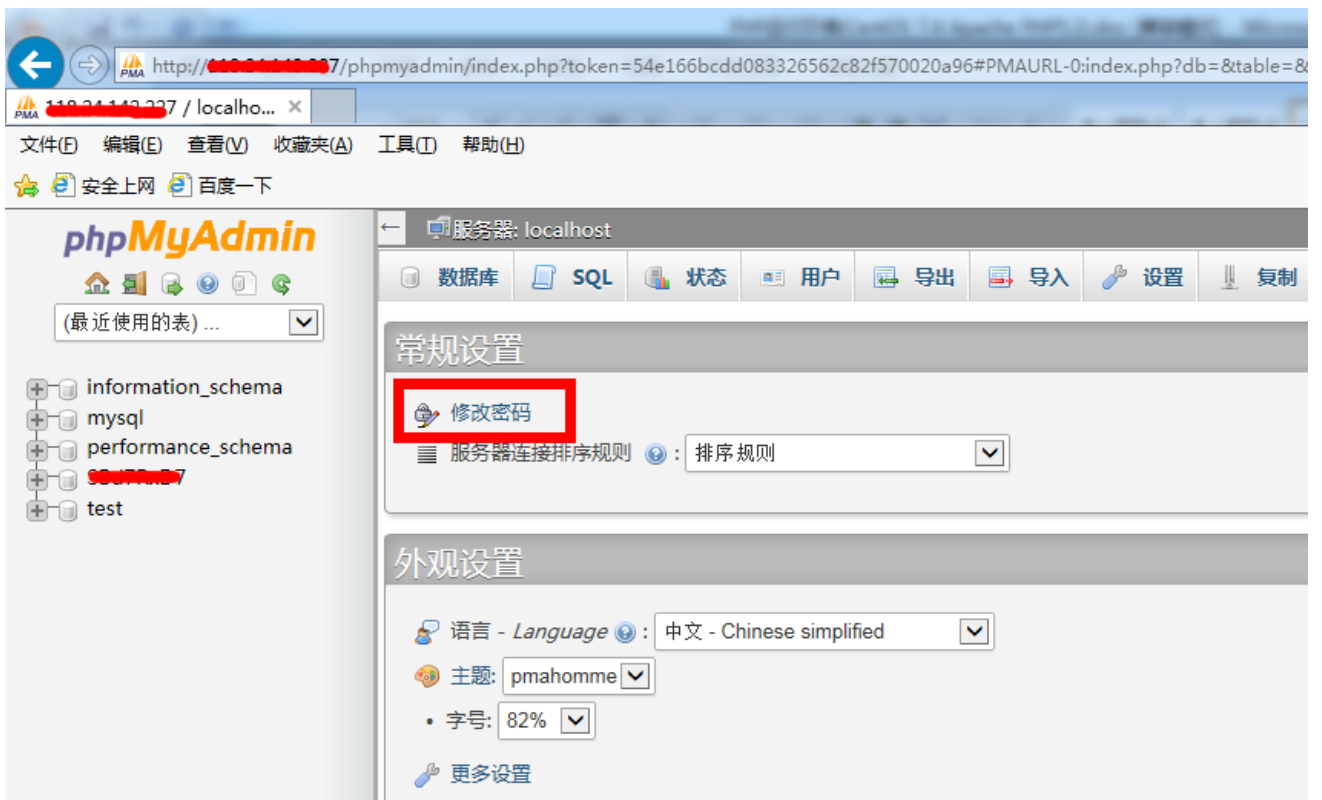 http://
7/phpmyadmin/index.php?token=54e166bcdd083326562c82f570020a96#PMAURL-0:index.php?db=&table=&
7 / localho...
文件(F) 编辑(E) 查看(V) 收藏夹(A) 工具(T) 帮助(H)
安全上网 百度一下
phpMyAdmin
(最近使用的表) ...
information_schema
mysql
performance_schema
test
服务器: localhost
数据库 SQL 状态 用户 导出 导入 设置 复制
常规设置
修改密码
服务器连接排序规则 : 排序规则
外观设置
语言 - Language : 中文 - Chinese simplified
主题: pmahomme
• 字号: 82%
更多设置